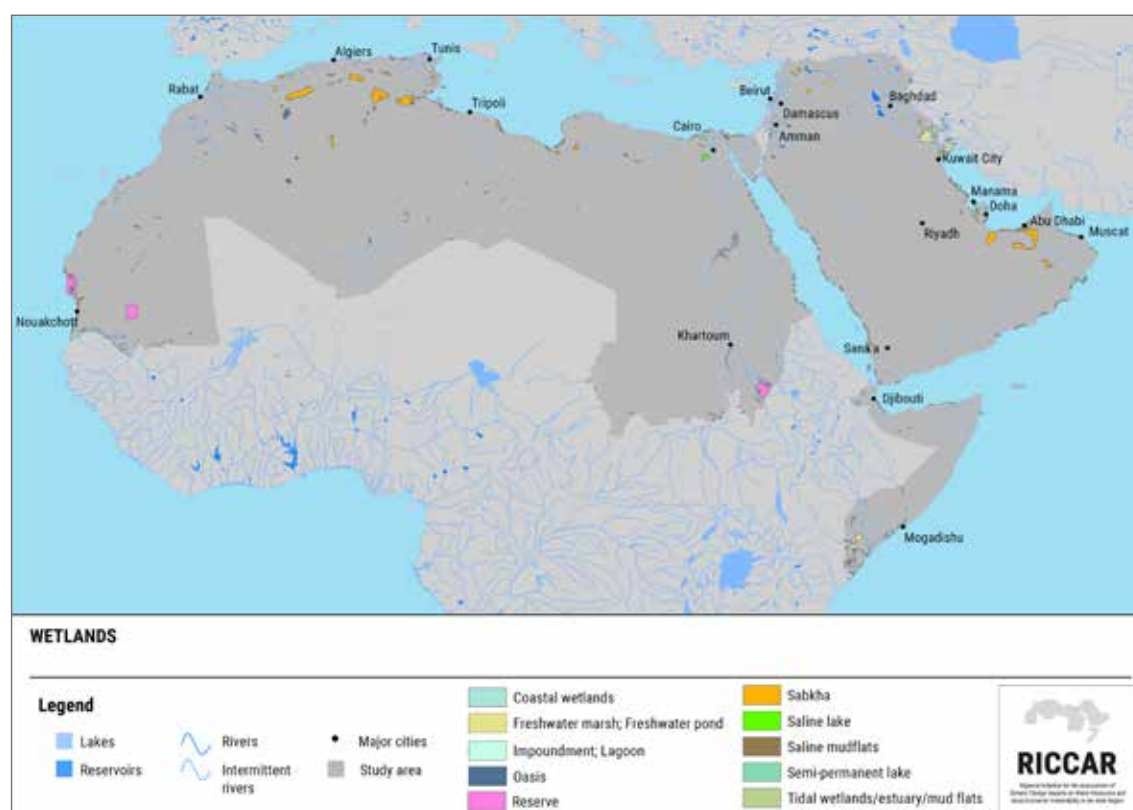 Algiers
Tunis
Rabat
Tripoli
Beirut
Baghdad
Damascus
Cairo
Amman
Kuwait City
Manama
Doha
Abu Dhabi
Riyadh
Muscat
Nouakchott
Khartoum
Sana'a
Djibouti
Mogadishu
WETLANDS
Legend
Lakes
Reservoirs
Rivers
Intermittent
rivers
Major cities
Study area
Coastal wetlands
Freshwater marsh; Freshwater pond
Impoundment; Lagoon
Oasis
Reserve
Sabkha
Saline lake
Saline mudflats
Semi-permanent lake
Tidal wetlands/estuary/mud flats
RICCAR